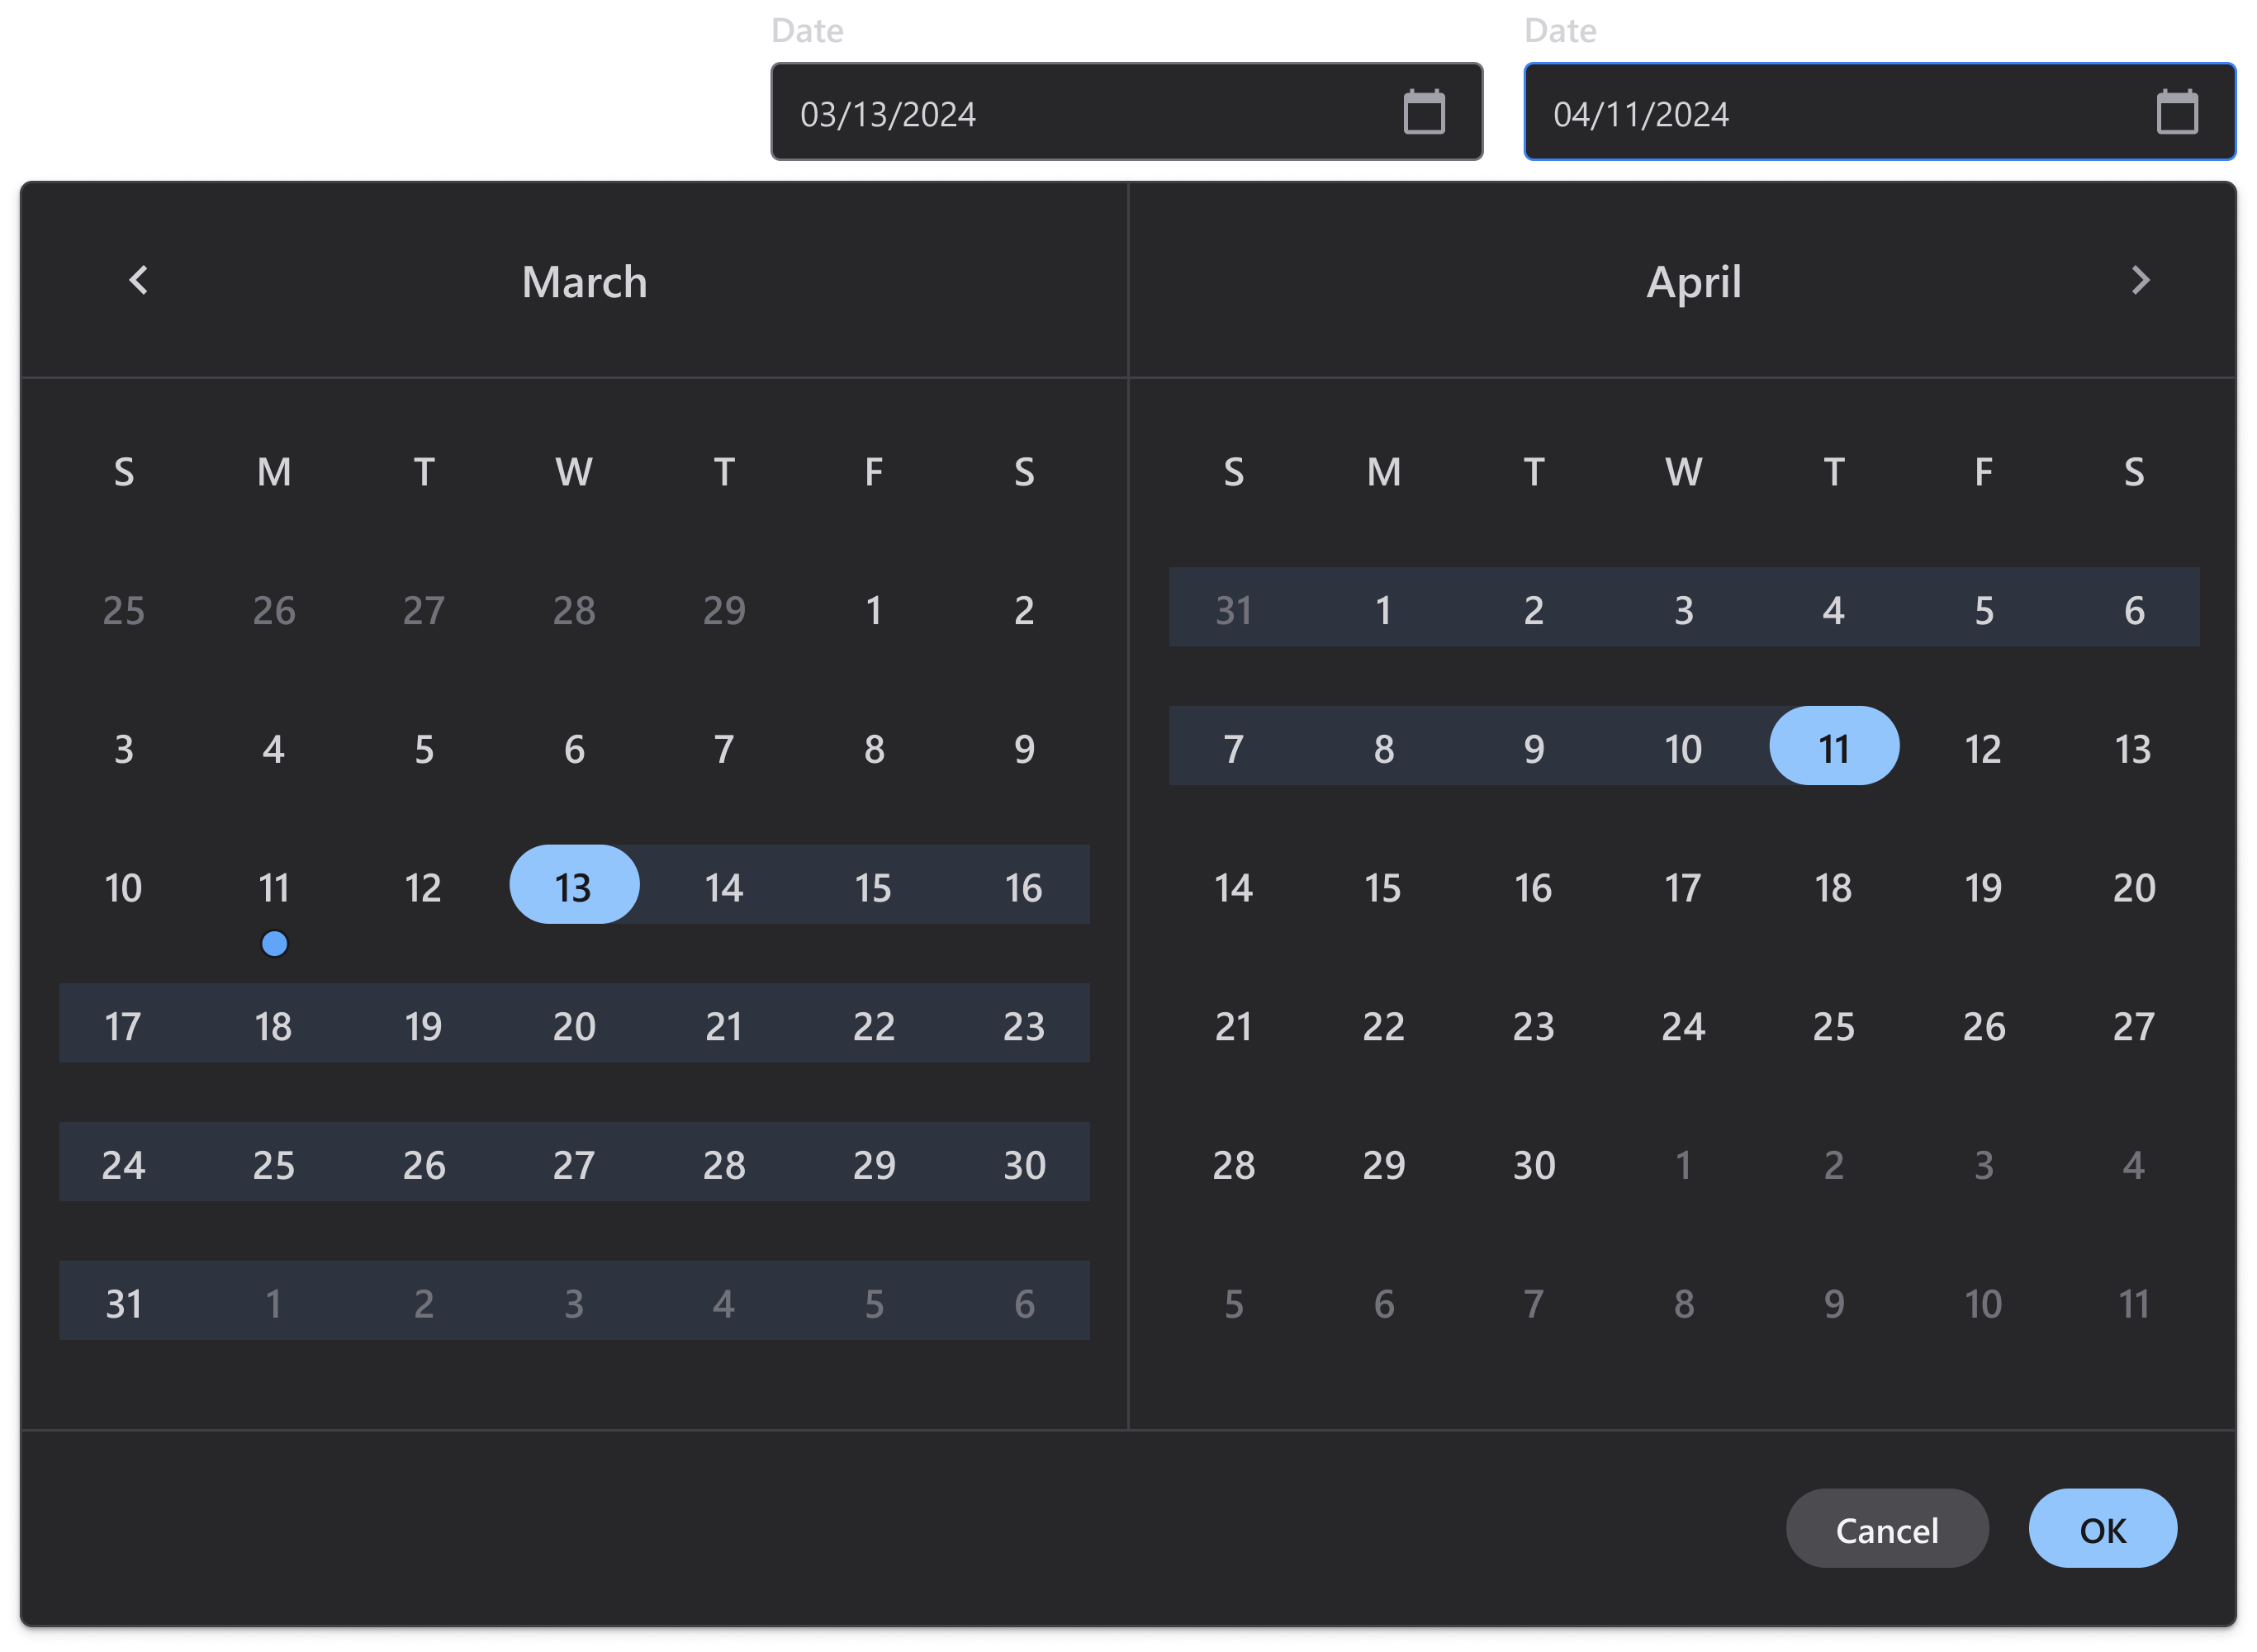 Date Date
03/13/2024 04/11/2024
March April
S M T W T F S S M T W T F S
25 26 27 28 29 1 2 31 1 2 3 4 5 6
3 4 5 6 7 8 9 7 8 9 10 11 12 13
10 11 12 13 14 15 16 14 15 16 17 18 19 20
17 18 19 20 21 22 23 21 22 23 24 25 26 27
24 25 26 27 28 29 30 28 29 30 1 2 3 4
31 1 2 3 4 5 6 5 6 7 8 9 10 11
Cancel OK